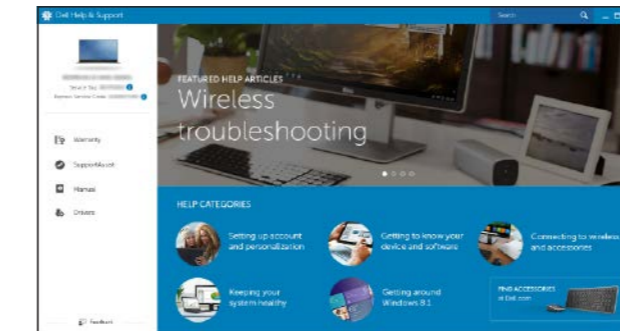 Dell Help & Support
Search
Service Tag:
Express Service Code:
Warranty
SupportAssist
Manual
Drivers
Feedback
FEATURED HELP ARTICLES
Wireless
troubleshooting
HELP CATEGORIES
Setting up account
and personalization
Getting to know your
device and software
Connecting to wireless
and accessories
Keeping your
system healthy
Getting around
Windows 8.1
FIND ACCESSORIES
at Dell.com